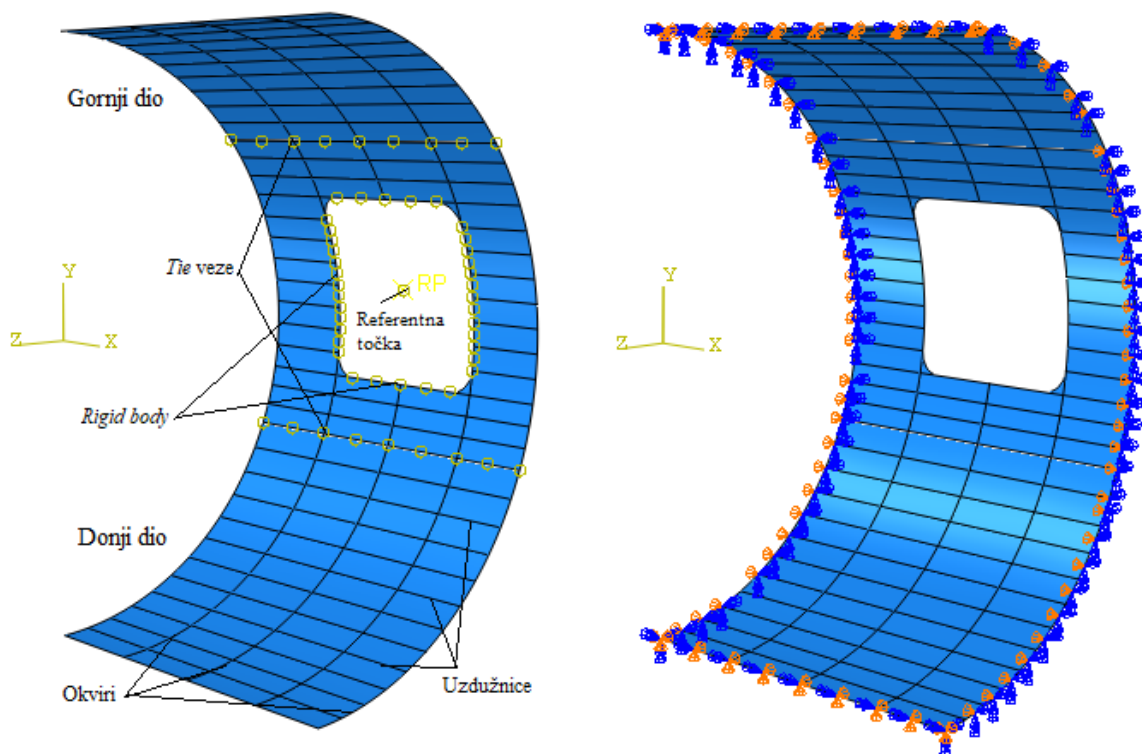 Gornji dio
Tie veze
Y
Z
X
RP
Referentna
točka
Rigid body
Donji dio
Okviri
Uzdužnice
Y
Z
X